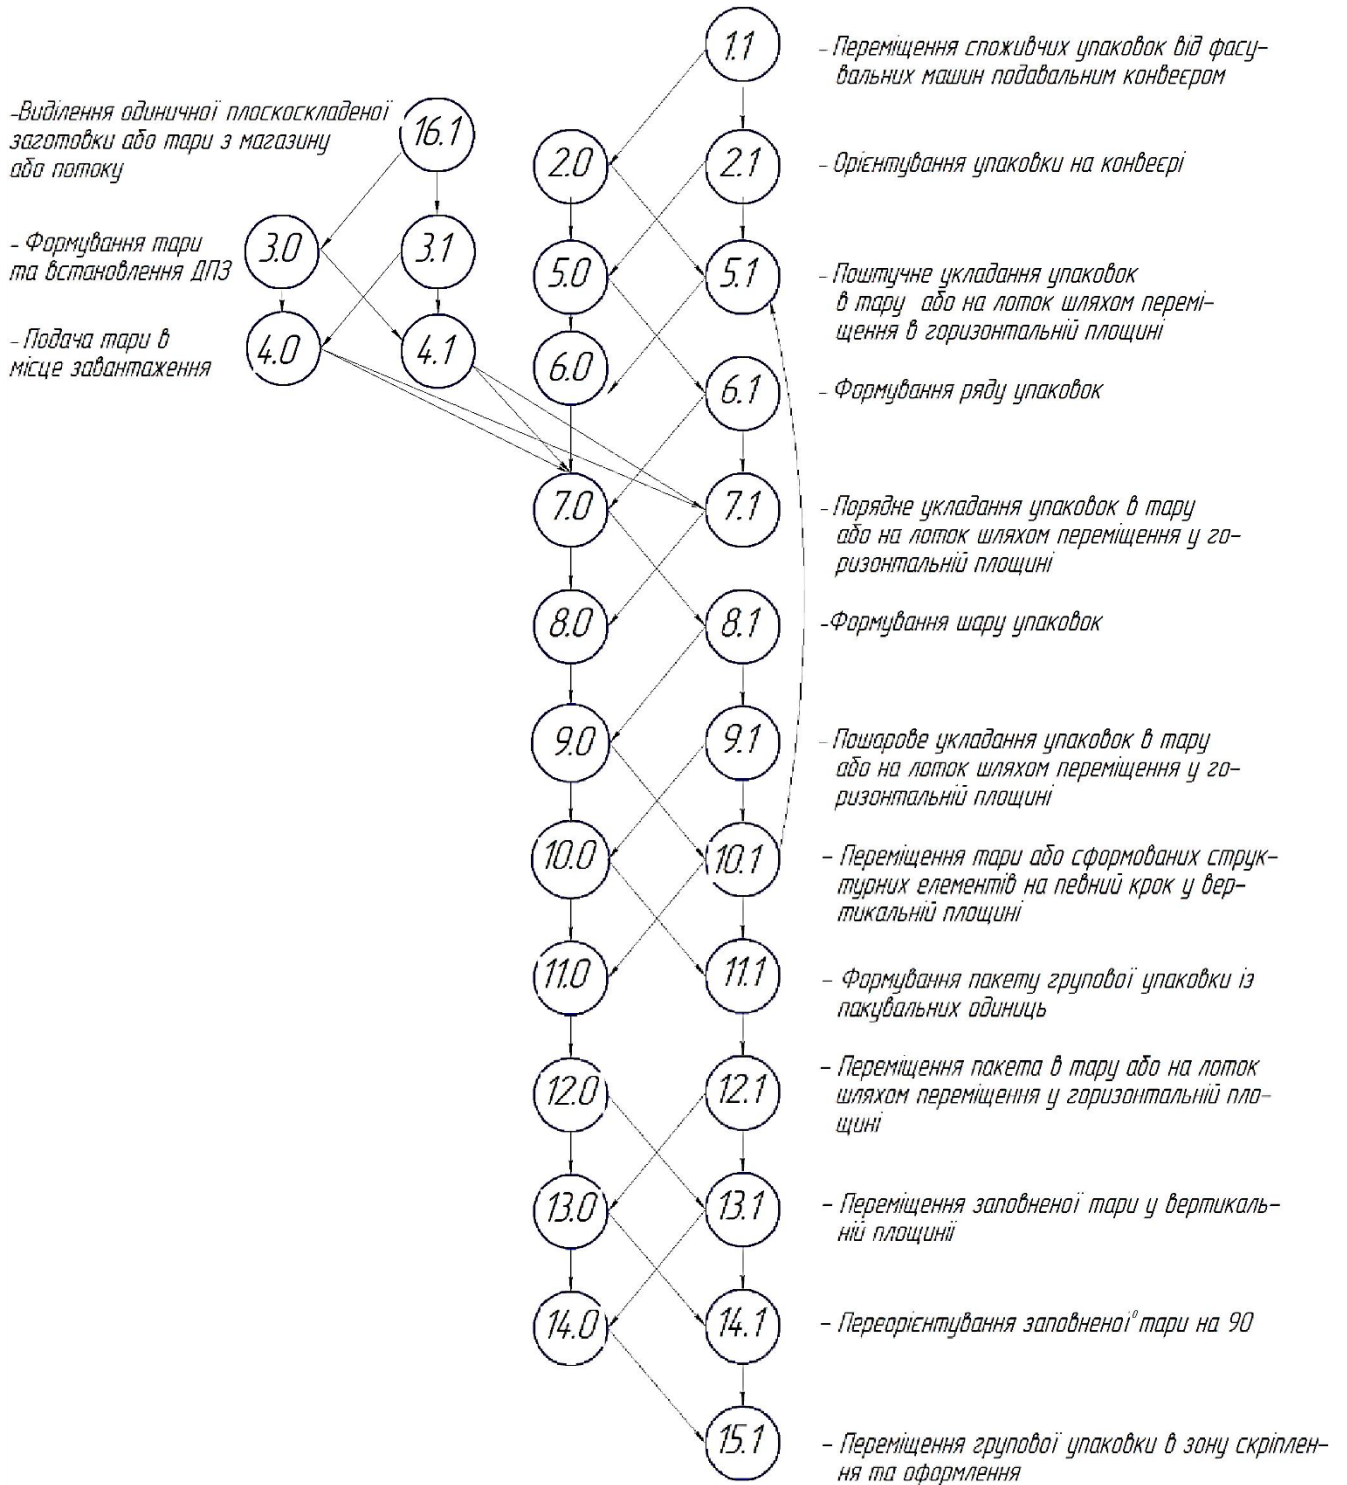 1.1
- Переміщення споживчих упаковок від фасу-
вальних машин подавальним конвеєром
-Виділення одиничної плоскоскладеної
заготовки або тари з магазину
або потоку
16.1
2.0
2.1
- Орієнтування упаковки на конвеєрі
- Формування тари
та встановлення ДПЗ
3.0
3.1
5.0
5.1
- Поштучне укладання упаковок
в тару або на лоток шляхом перемі-
щення в горизонтальній площині
- Подача тари в
місце завантаження
4.0
4.1
6.0
6.1
- Формування ряду упаковок
7.0
7.1
- Порядне укладання упаковок в тару
або на лоток шляхом переміщення у го-
ризонтальній площині
8.0
8.1
-Формування шару упаковок
9.0
9.1
- Пошарове укладання упаковок в тару
або на лоток шляхом переміщення у го-
ризонтальній площині
10.0
10.1
- Переміщення тари або сформованих струк-
турних елементів на певний крок у вер-
тикальній площині
11.0
11.1
- Формування пакету групової упаковки із
пакувальних одиниць
12.0
12.1
- Переміщення пакета в тару або на лоток
шляхом переміщення у горизонтальній пло-
щині
13.0
13.1
- Переміщення заповненої тари у вертикаль-
ній площинії
14.0
14.1
- Переорієнтування заповненої⁰ тари на 90
15.1
- Переміщення групової упаковки в зону скріплен-
ня та оформлення